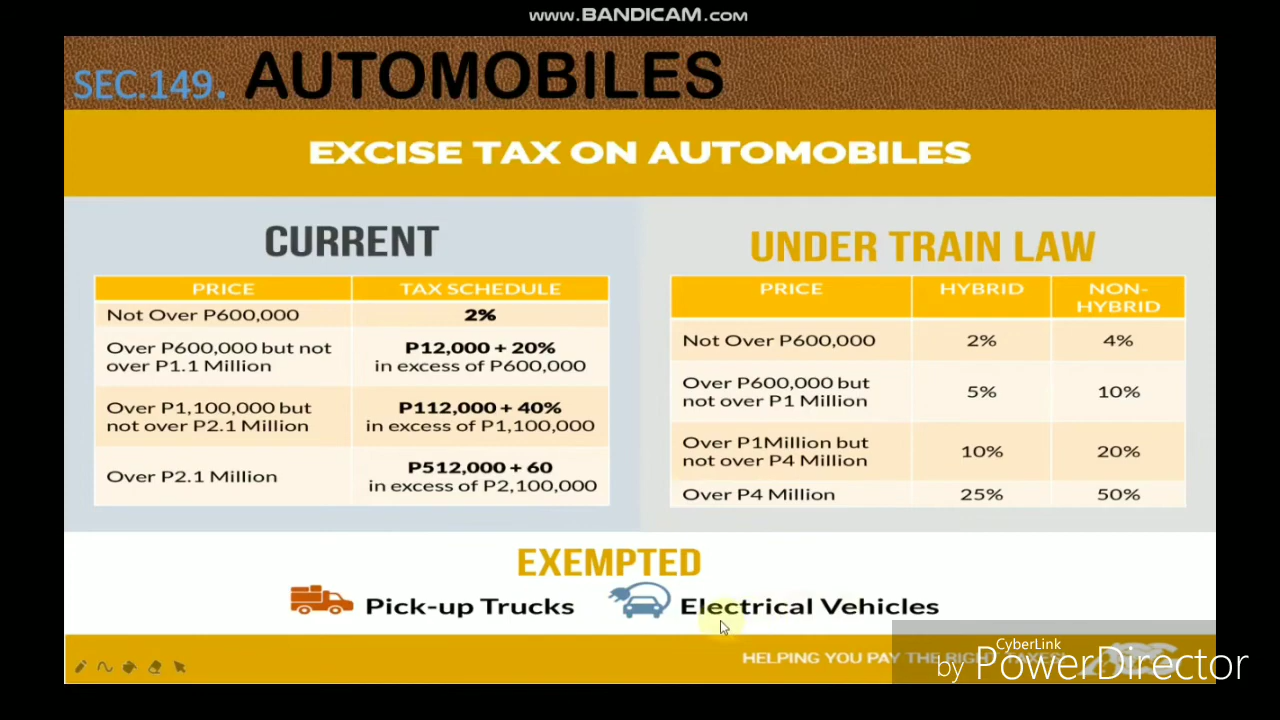 www.BANDICAM.com
SEC.149. AUTOMOBILES
EXCISE TAX ON AUTOMOBILES
CURRENT
PRICE TAX SCHEDULE
Not Over P600,000 2%
Over P600,000 but not over P1.1 Million P12,000 + 20% in excess of P600,000
Over P1,100,000 but not over P2.1 Million P112,000 + 40% in excess of P1,100,000
Over P2.1 Million P512,000 + 60 in excess of P2,100,000
UNDER TRAIN LAW
PRICE HYBRID NON-HYBRID
Not Over P600,000 2% 4%
Over P600,000 but not over P1 Million 5% 10%
Over P1Million but not over P4 Million 10% 20%
Over P4 Million 25% 50%
EXEMPTED
Pick-up Trucks Electrical Vehicles
HELPING YOU PAY THE RIGHT TAXES!
CyberLink
by PowerDirector